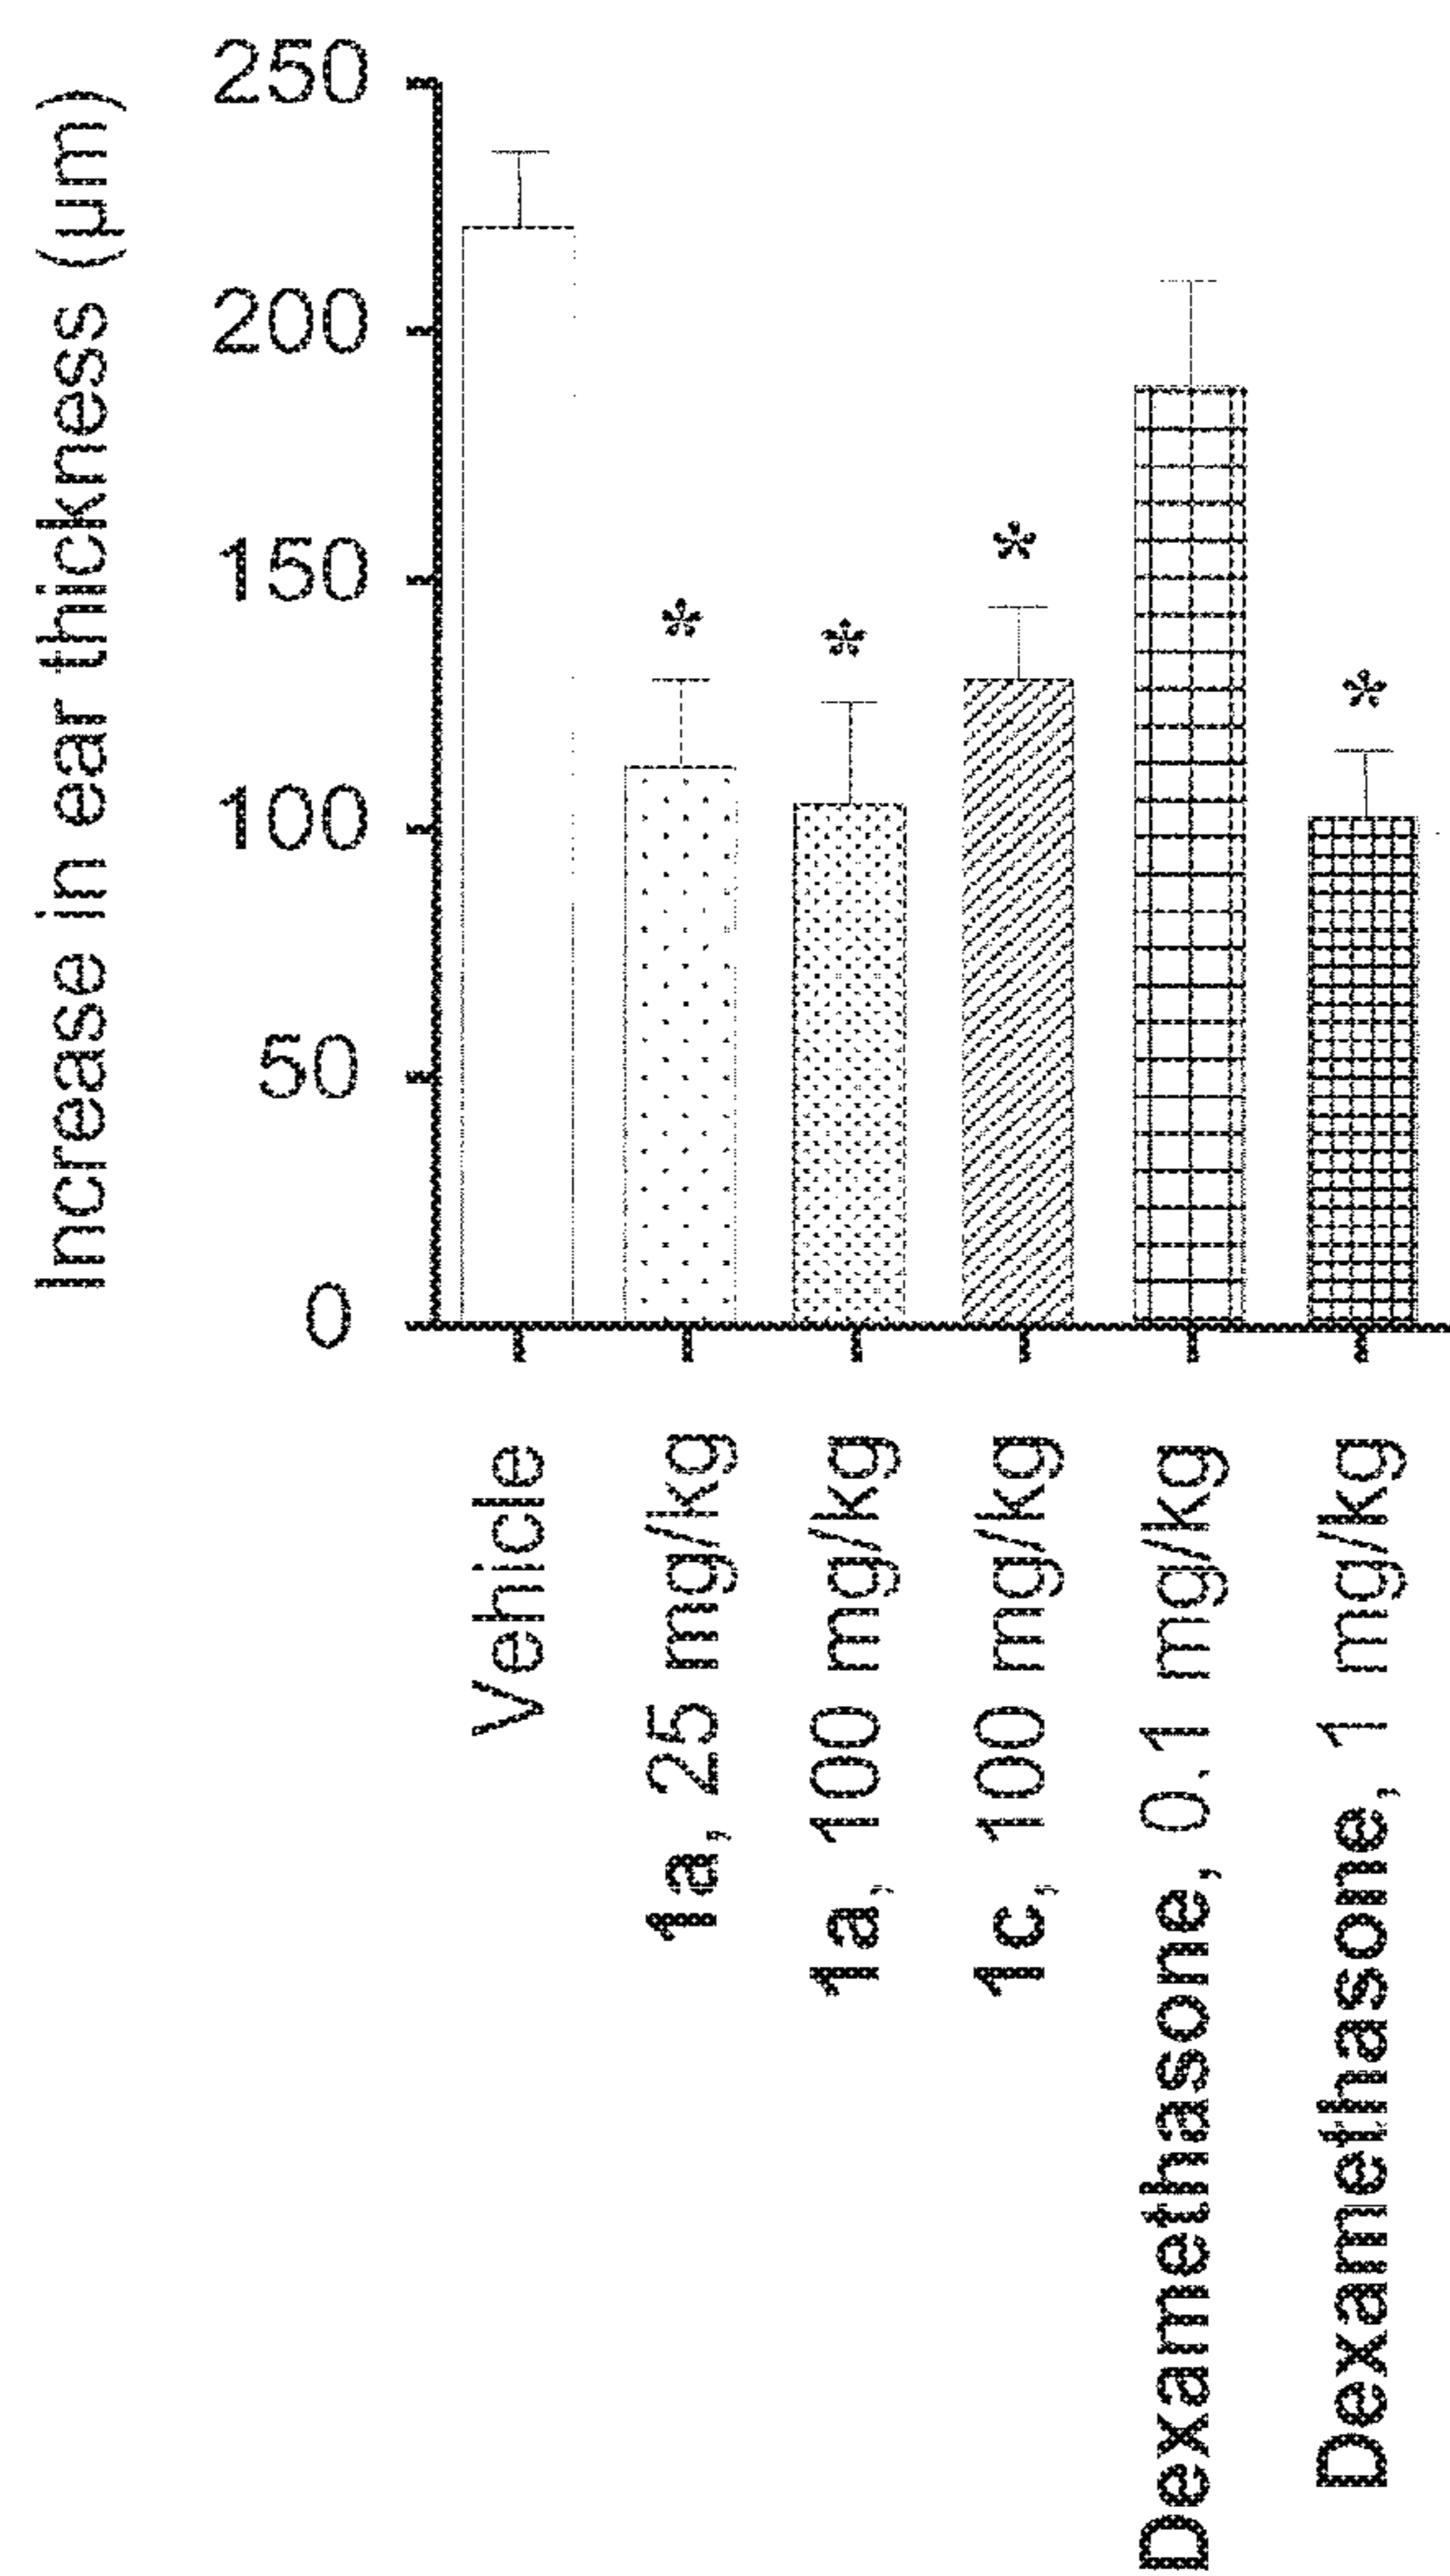 Increase in ear thickness (µm)
250
200
150
100
50
0
*
*
*
*
Vehicle
1a, 25 mg/kg
1a, 100 mg/kg
1c, 100 mg/kg
Dexamethasone, 0.1 mg/kg
Dexamethasone, 1 mg/kg